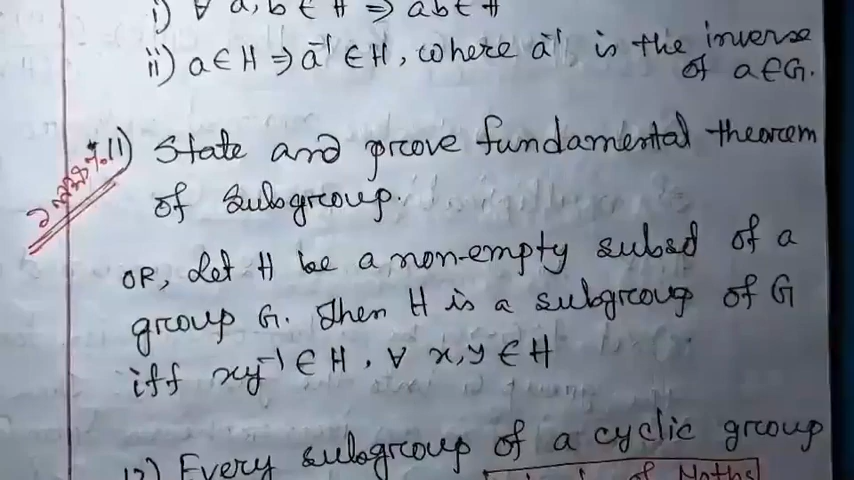 i) ∀ a, b ∈ H ⇒ ab ∈ H
ii) a ∈ H ⇒ a⁻¹ ∈ H, where a⁻¹ is the inverse
of a ∈ G.
11) State and prove fundamental theorem
of subgroup.
OR, Let H be a non-empty subset of a
group G. Then H is a subgroup of G
iff xy⁻¹ ∈ H, ∀ x, y ∈ H
12) Every subgroup of a cyclic group
of Maths